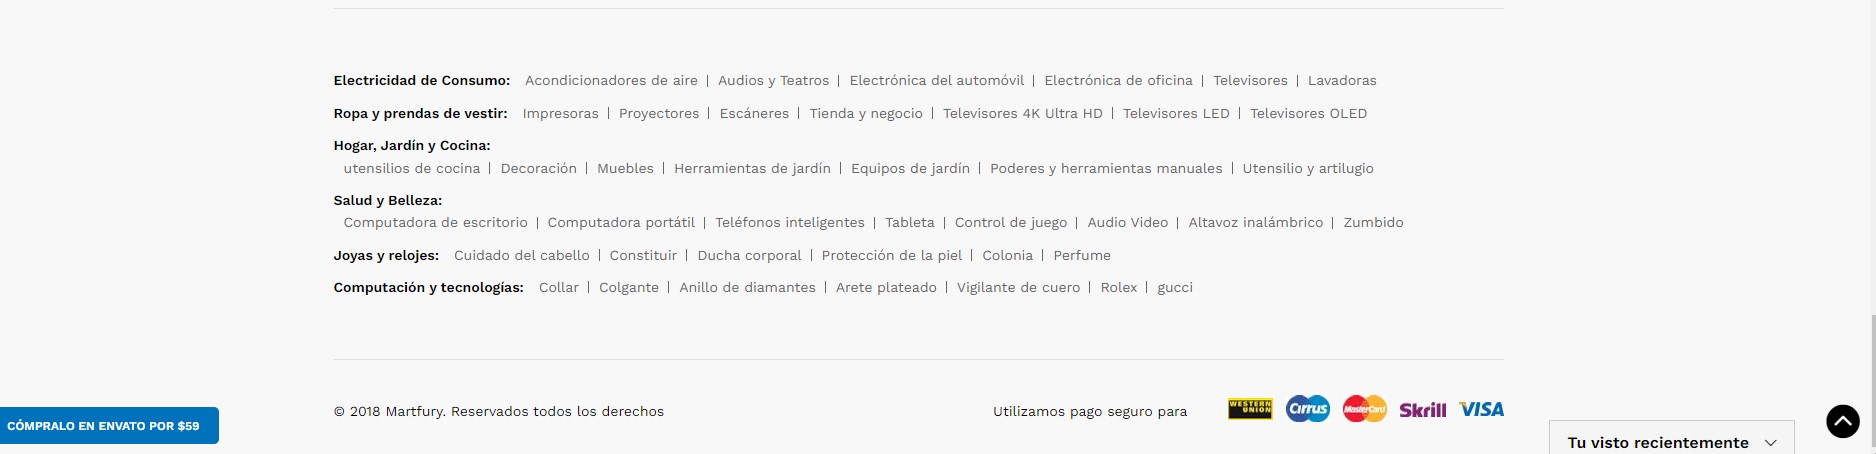 Electricidad de Consumo: Acondicionadores de aire | Audios y Teatros | Electrónica del automóvil | Electrónica de oficina | Televisores | Lavadoras
Ropa y prendas de vestir: Impresoras | Proyectores | Escáneres | Tienda y negocio | Televisores 4K Ultra HD | Televisores LED | Televisores OLED
Hogar, Jardín y Cocina:
utensilios de cocina | Decoración | Muebles | Herramientas de jardín | Equipos de jardín | Poderes y herramientas manuales | Utensilio y artilugio
Salud y Belleza:
Computadora de escritorio | Computadora portátil | Teléfonos inteligentes | Tableta | Control de juego | Audio Video | Altavoz inalámbrico | Zumbido
Joyas y relojes: Cuidado del cabello | Constituir | Ducha corporal | Protección de la piel | Colonia | Perfume
Computación y tecnologías: Collar | Colgante | Anillo de diamantes | Arete plateado | Vigilante de cuero | Rolex | gucci
© 2018 Martfury. Reservados todos los derechos
Utilizamos pago seguro para
WESTERN UNION
Cirrus
MasterCard
Skrill
VISA
CÓMPRALO EN ENVATO POR $59
Tu visto recientemente